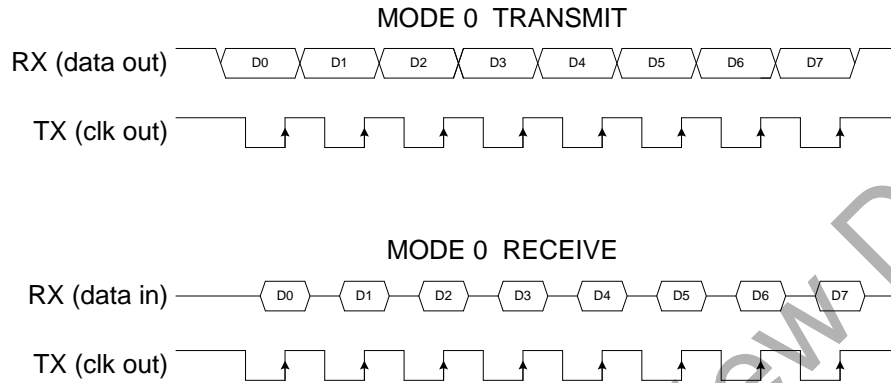 MODE 0 TRANSMIT
RX (data out) D0 D1 D2 D3 D4 D5 D6 D7
TX (clk out)
MODE 0 RECEIVE
RX (data in) D0 D1 D2 D3 D4 D5 D6 D7
TX (clk out)